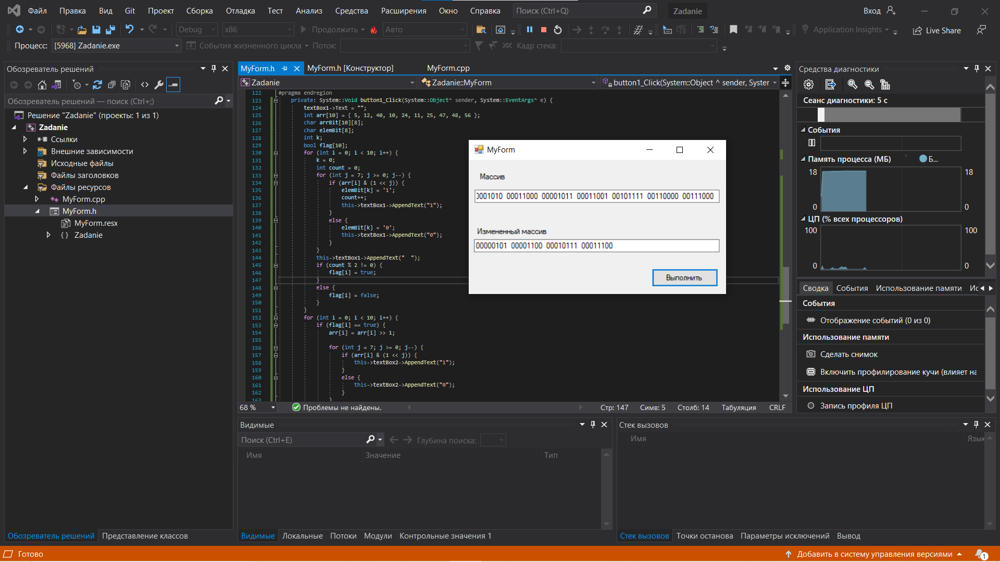 Файл Правка Вид Git Проект Сборка Отладка Тест Анализ Средства Расширения Окно Справка Поиск (Ctrl+Q) Zadanie Вход
Debug x86 Продолжить Авто Application Insights Live Share
Процесс: [5968] Zadanie.exe События жизненного цикла Поток: Кадр стека:
Обозреватель решений
Обозреватель решений — поиск (Ctrl+;)
Решение "Zadanie" (проекты: 1 из 1)
Zadanie
Ссылки
Внешние зависимости
Исходные файлы
Файлы заголовков
Файлы ресурсов
MyForm.cpp
MyForm.h
MyForm.resx
Zadanie
Обозреватель решений Представление классов
MyForm.h MyForm.h [Конструктор] MyForm.cpp
Zadanie Zadanie::MyForm button1_Click(System::Object ^ sender, System
122 #pragma endregion
123 private: System::Void button1_Click(System::Object^ sender, System::EventArgs^ e) {
124 textBox1->Text = "";
125 int arr[10] = { 5, 12, 40, 10, 24, 11, 25, 47, 48, 56 };
126 char arrBit[10][8];
127 char elemBit[8];
128 int k;
129 bool flag[10];
130 for (int i = 0; i < 10; i++) {
131 k = 0;
132 int count = 0;
133 for (int j = 7; j >= 0; j--) {
134 if (arr[i] & (1 << j)) {
135 elemBit[k] = '1';
136 count++;
137 this->textBox1->AppendText("1");
138 }
139 else {
140 elemBit[k] = '0';
141 this->textBox1->AppendText("0");
142 }
143 }
144 this->textBox1->AppendText("  ");
145 if (count % 2 != 0) {
146 flag[i] = true;
147 }
148 else {
149 flag[i] = false;
150 }
151 }
152 for (int i = 0; i < 10; i++) {
153 if (flag[i] == true) {
154 arr[i] = arr[i] >> 1;
155
156 for (int j = 7; j >= 0; j--) {
157 if (arr[i] & (1 << j)) {
158 this->textBox2->AppendText("1");
159 }
160 else {
161 this->textBox2->AppendText("0");
162 }
163 }
68 % Проблемы не найдены. Стр: 147 Симв: 5 Столб: 14 Табуляция CRLF
MyForm
Массив
0001010 00011000 00001011 00011001 00101111 00110000 00111000
Измененный массив
00000101 00001100 00010111 00011100
Выполнить
Средства диагностики
Сеанс диагностики: 5 с
События
Память процесса (МБ) Б...
18 18
0 0
ЦП (% всех процессоров)
100 100
0 0
Сводка События Использование памяти Ис
События
Отображение событий (0 из 0)
Использование памяти
Сделать снимок
Включить профилирование кучи (влияет на
Использование ЦП
Запись профиля ЦП
Видимые
Поиск (Ctrl+E) Глубина поиска:
Имя Значение Тип
Видимые Локальные Потоки Модули Контрольные значения 1
Стек вызовов
Имя Язык
Стек вызовов Точки останова Параметры исключений Вывод
Готово Добавить в систему управления версиями 1